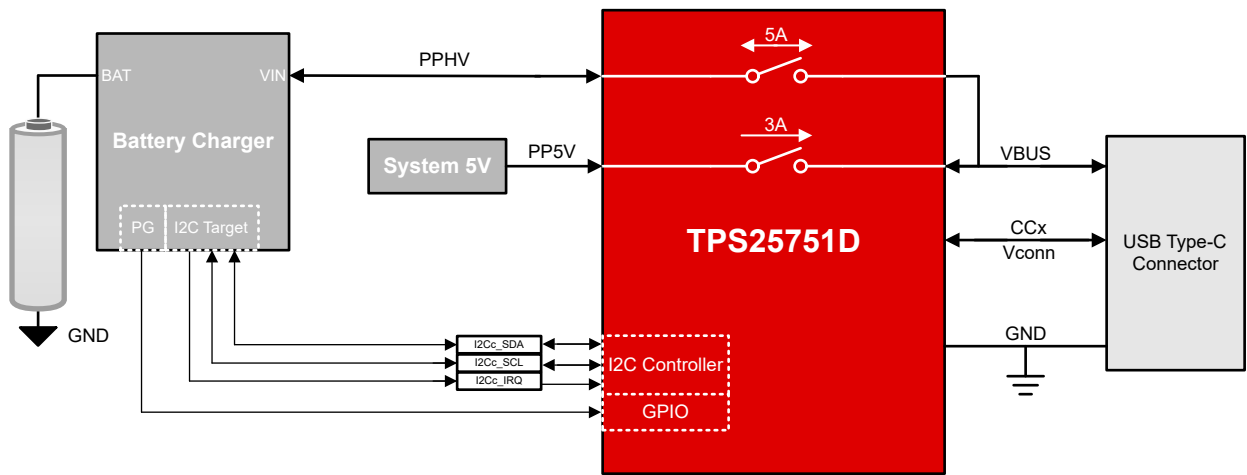 5A
PPHV
BAT
VIN
Battery Charger
3A
PP5V
System 5V
VBUS
PG
I2C Target
TPS25751D
CCx
Vconn
USB Type-C
Connector
GND
GND
I2Cc_SDA
I2Cc_SCL
I2Cc_IRQ
I2C Controller
GPIO